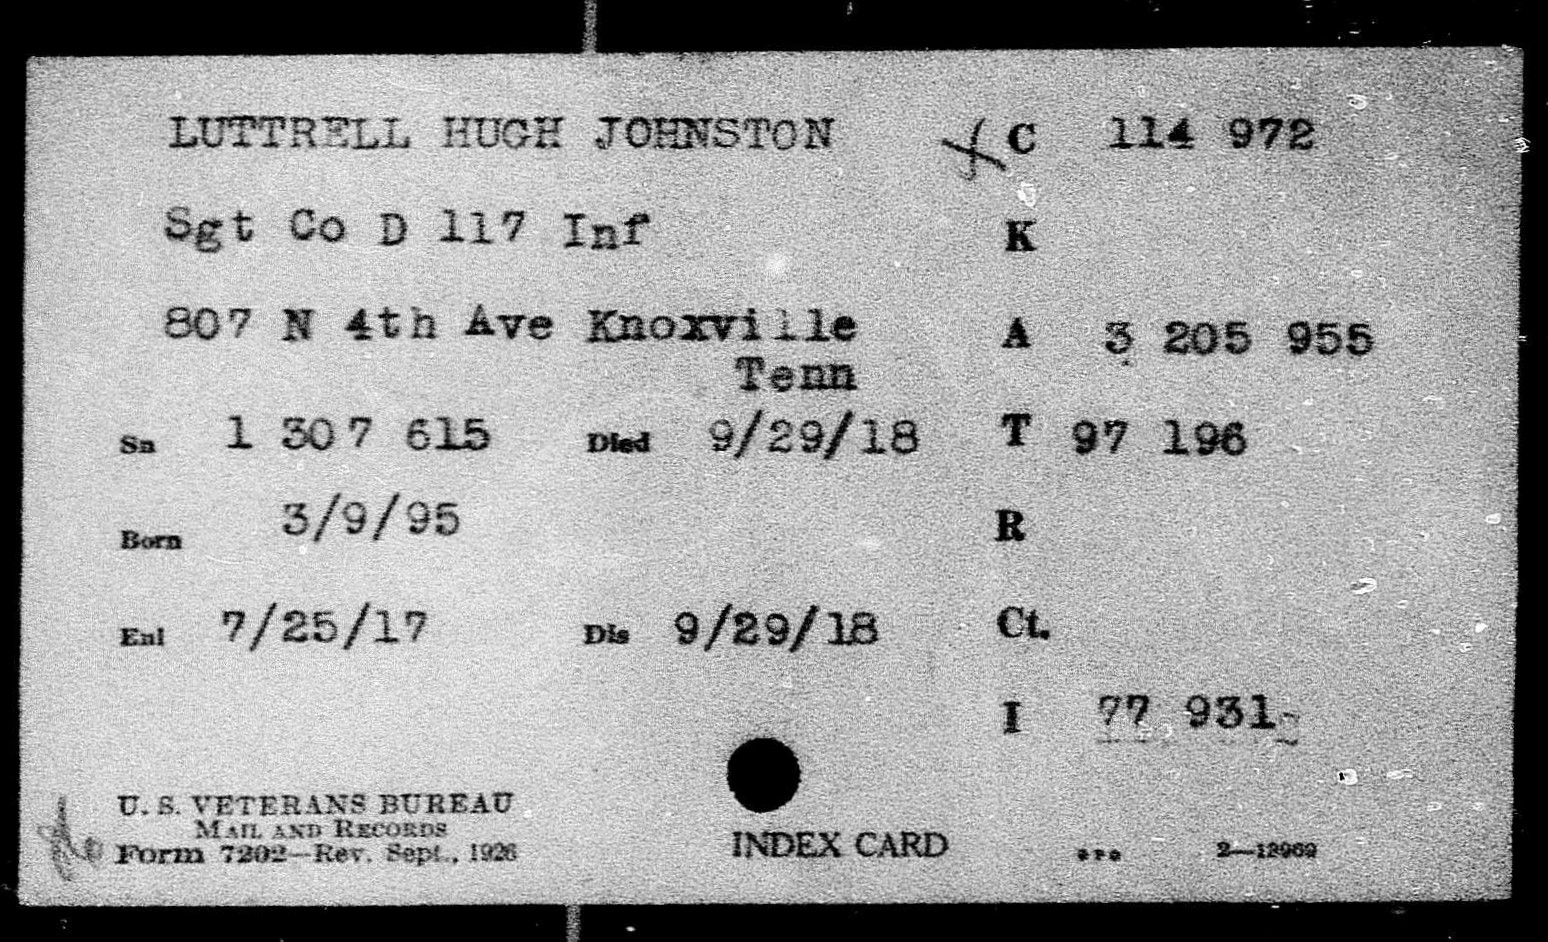 LUTTRELL HUGH JOHNSTON C 114 972
Sgt Co D 117 Inf K
807 N 4th Ave Knoxville A 3 205 955
Tenn
Sn 1 307 615 Died 9/29/18 T 97 196
Born 3/9/95 R
Enl 7/25/17 Dis 9/29/18 Ct.
I 77 931
U. S. VETERANS BUREAU
MAIL AND RECORDS
Form 7202—Rev. Sept., 1926 INDEX CARD 2—12969